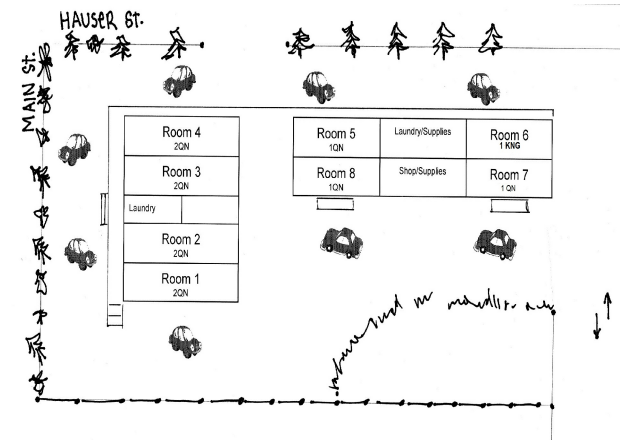 HAUSER St.
MAIN St.
Room 4
2QN
Room 3
2QN
Laundry
Room 2
2QN
Room 1
2QN
Room 5
1QN
Laundry/Supplies
Room 6
1 KNG
Room 8
1QN
Shop/Supplies
Room 7
1 QN